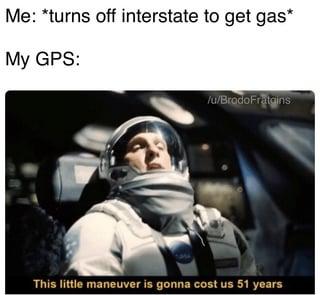 Me: *turns off interstate to get gas*
My GPS:
/u/BrodoFratgins
This little maneuver is gonna cost us 51 years